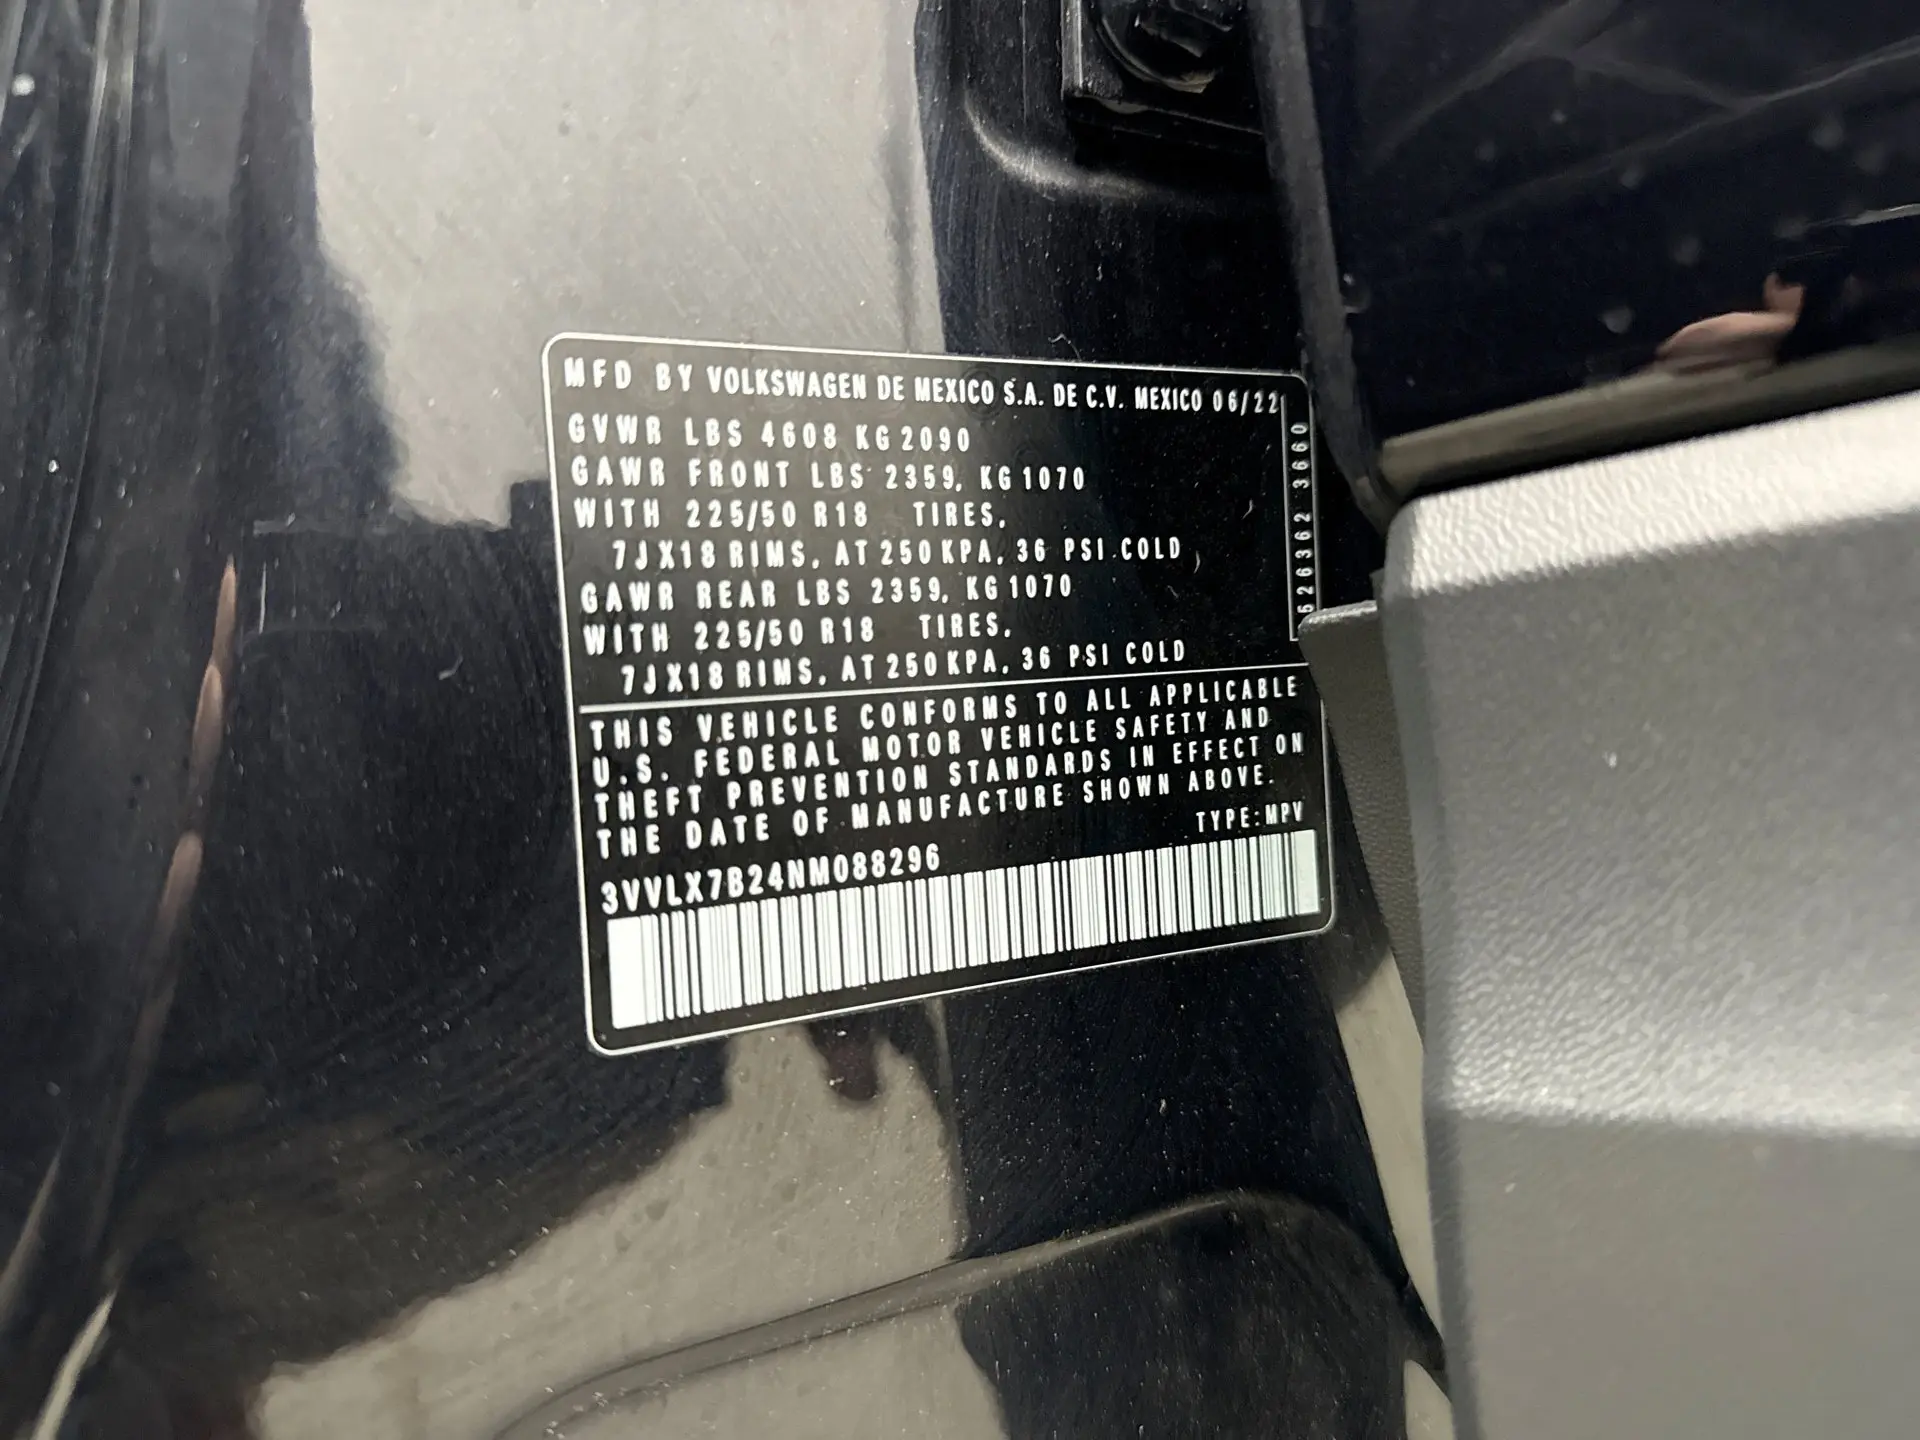 MFD BY VOLKSWAGEN DE MEXICO S.A. DE C.V. MEXICO 06/22
GVWR LBS 4608 KG 2090
GAWR FRONT LBS 2359, KG 1070
WITH 225/50 R18 TIRES,
7JX18 RIMS, AT 250 KPA, 36 PSI COLD
GAWR REAR LBS 2359, KG 1070
WITH 225/50 R18 TIRES,
7JX18 RIMS, AT 250 KPA, 36 PSI COLD
626362 3660
THIS VEHICLE CONFORMS TO ALL APPLICABLE
U.S. FEDERAL MOTOR VEHICLE SAFETY AND
THEFT PREVENTION STANDARDS IN EFFECT ON
THE DATE OF MANUFACTURE SHOWN ABOVE.
TYPE:MPV
3VVLX7B24NM088296